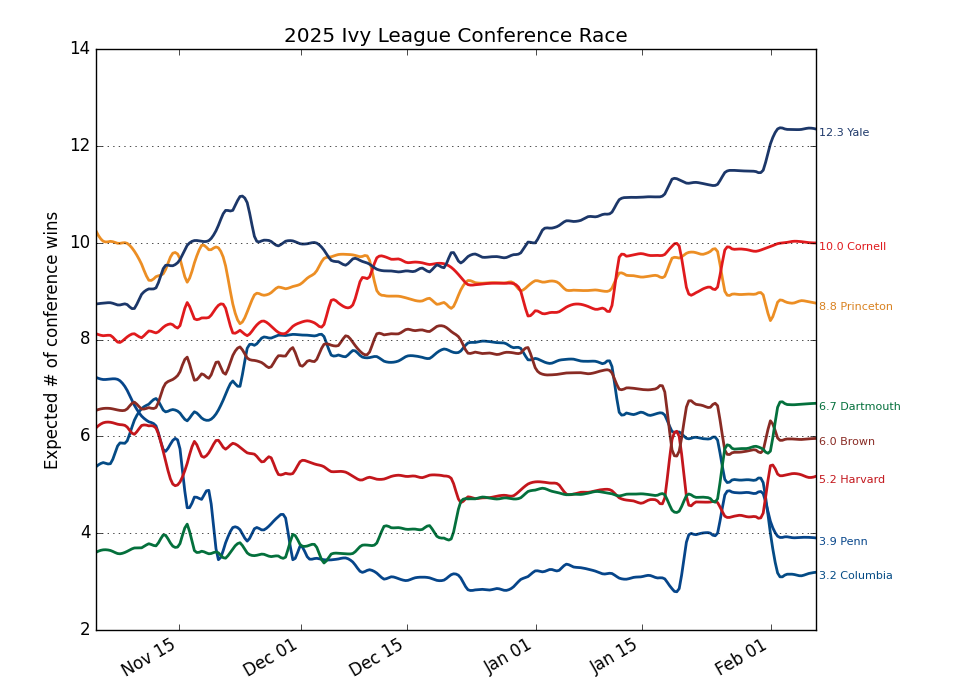 2025 Ivy League Conference Race
Expected # of conference wins
14
12
10
8
6
4
2
12.3 Yale
10.0 Cornell
8.8 Princeton
6.7 Dartmouth
6.0 Brown
5.2 Harvard
3.9 Penn
3.2 Columbia
Nov 15
Dec 01
Dec 15
Jan 01
Jan 15
Feb 01